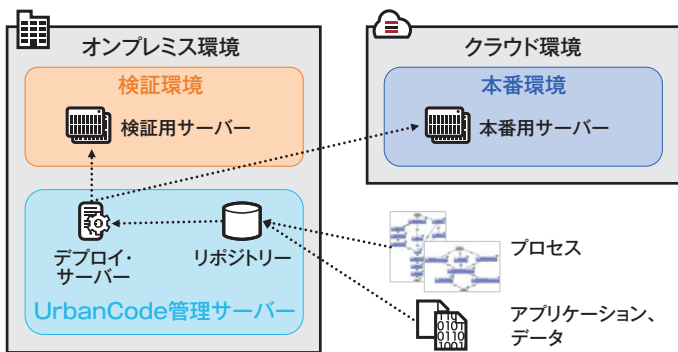 オンプレミス環境
クラウド環境
検証環境
本番環境
検証用サーバー
本番用サーバー
デプロイ・
サーバー
リポジトリー
UrbanCode管理サーバー
プロセス
アプリケーション、
データ
110
0101
0110
1001